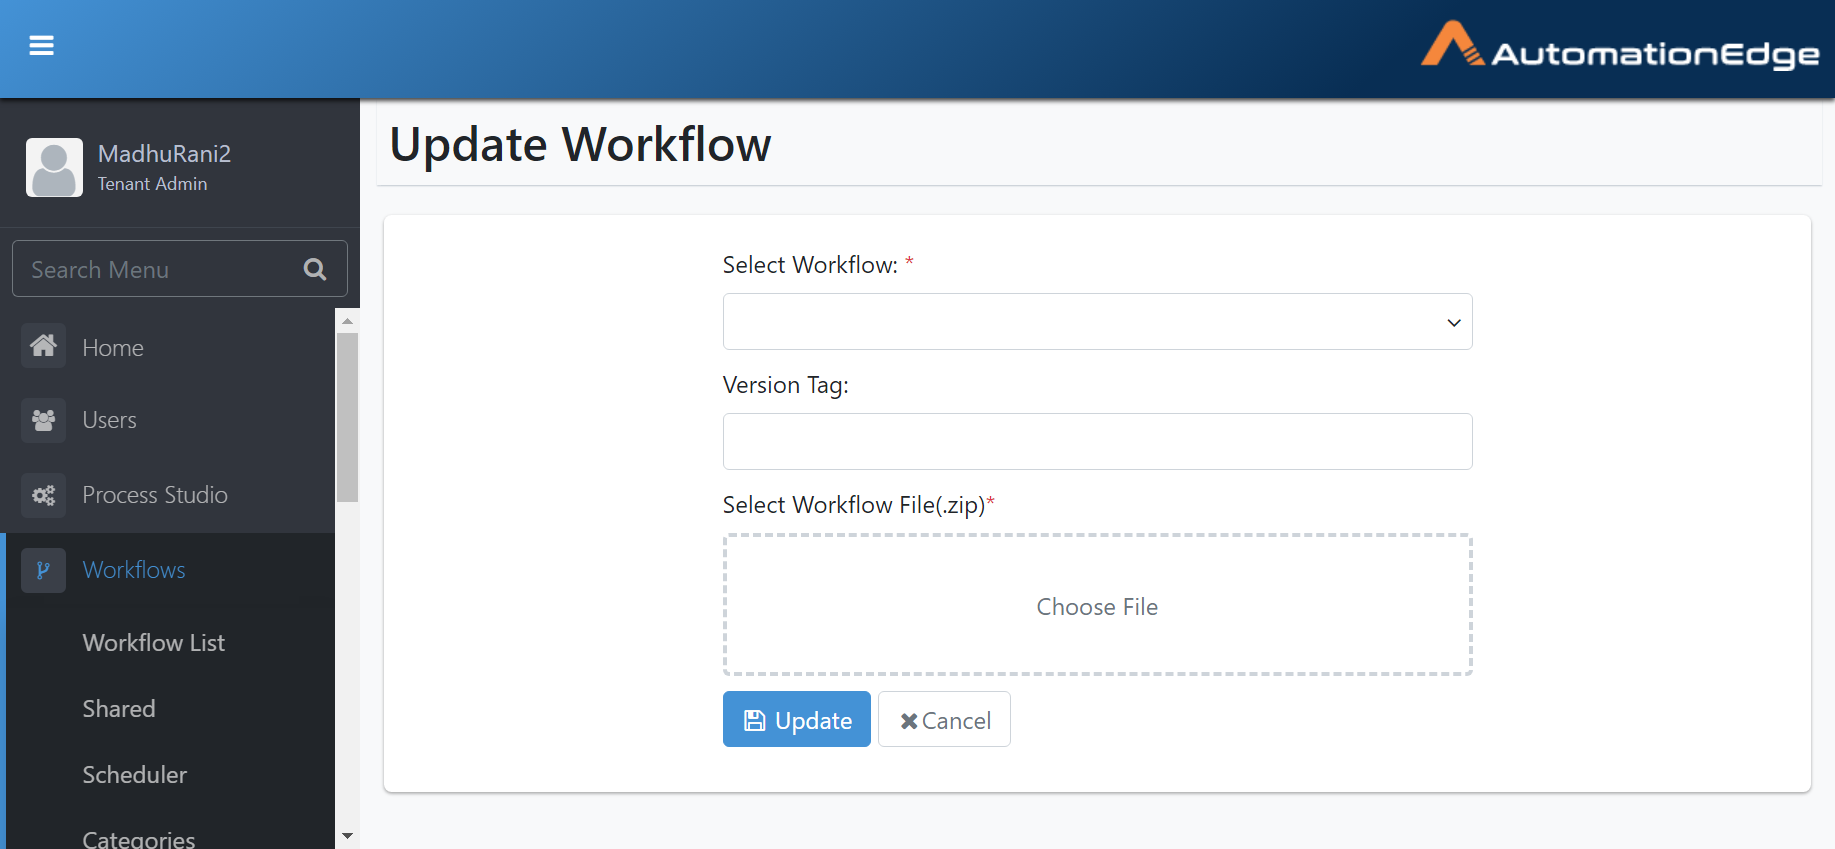 AutomationEdge
MadhuRani2
Tenant Admin
Search Menu
Home
Users
Process Studio
Workflows
Workflow List
Shared
Scheduler
Categories
Update Workflow
Select Workflow: *
Version Tag:
Select Workflow File(.zip)*
Choose File
Update
Cancel